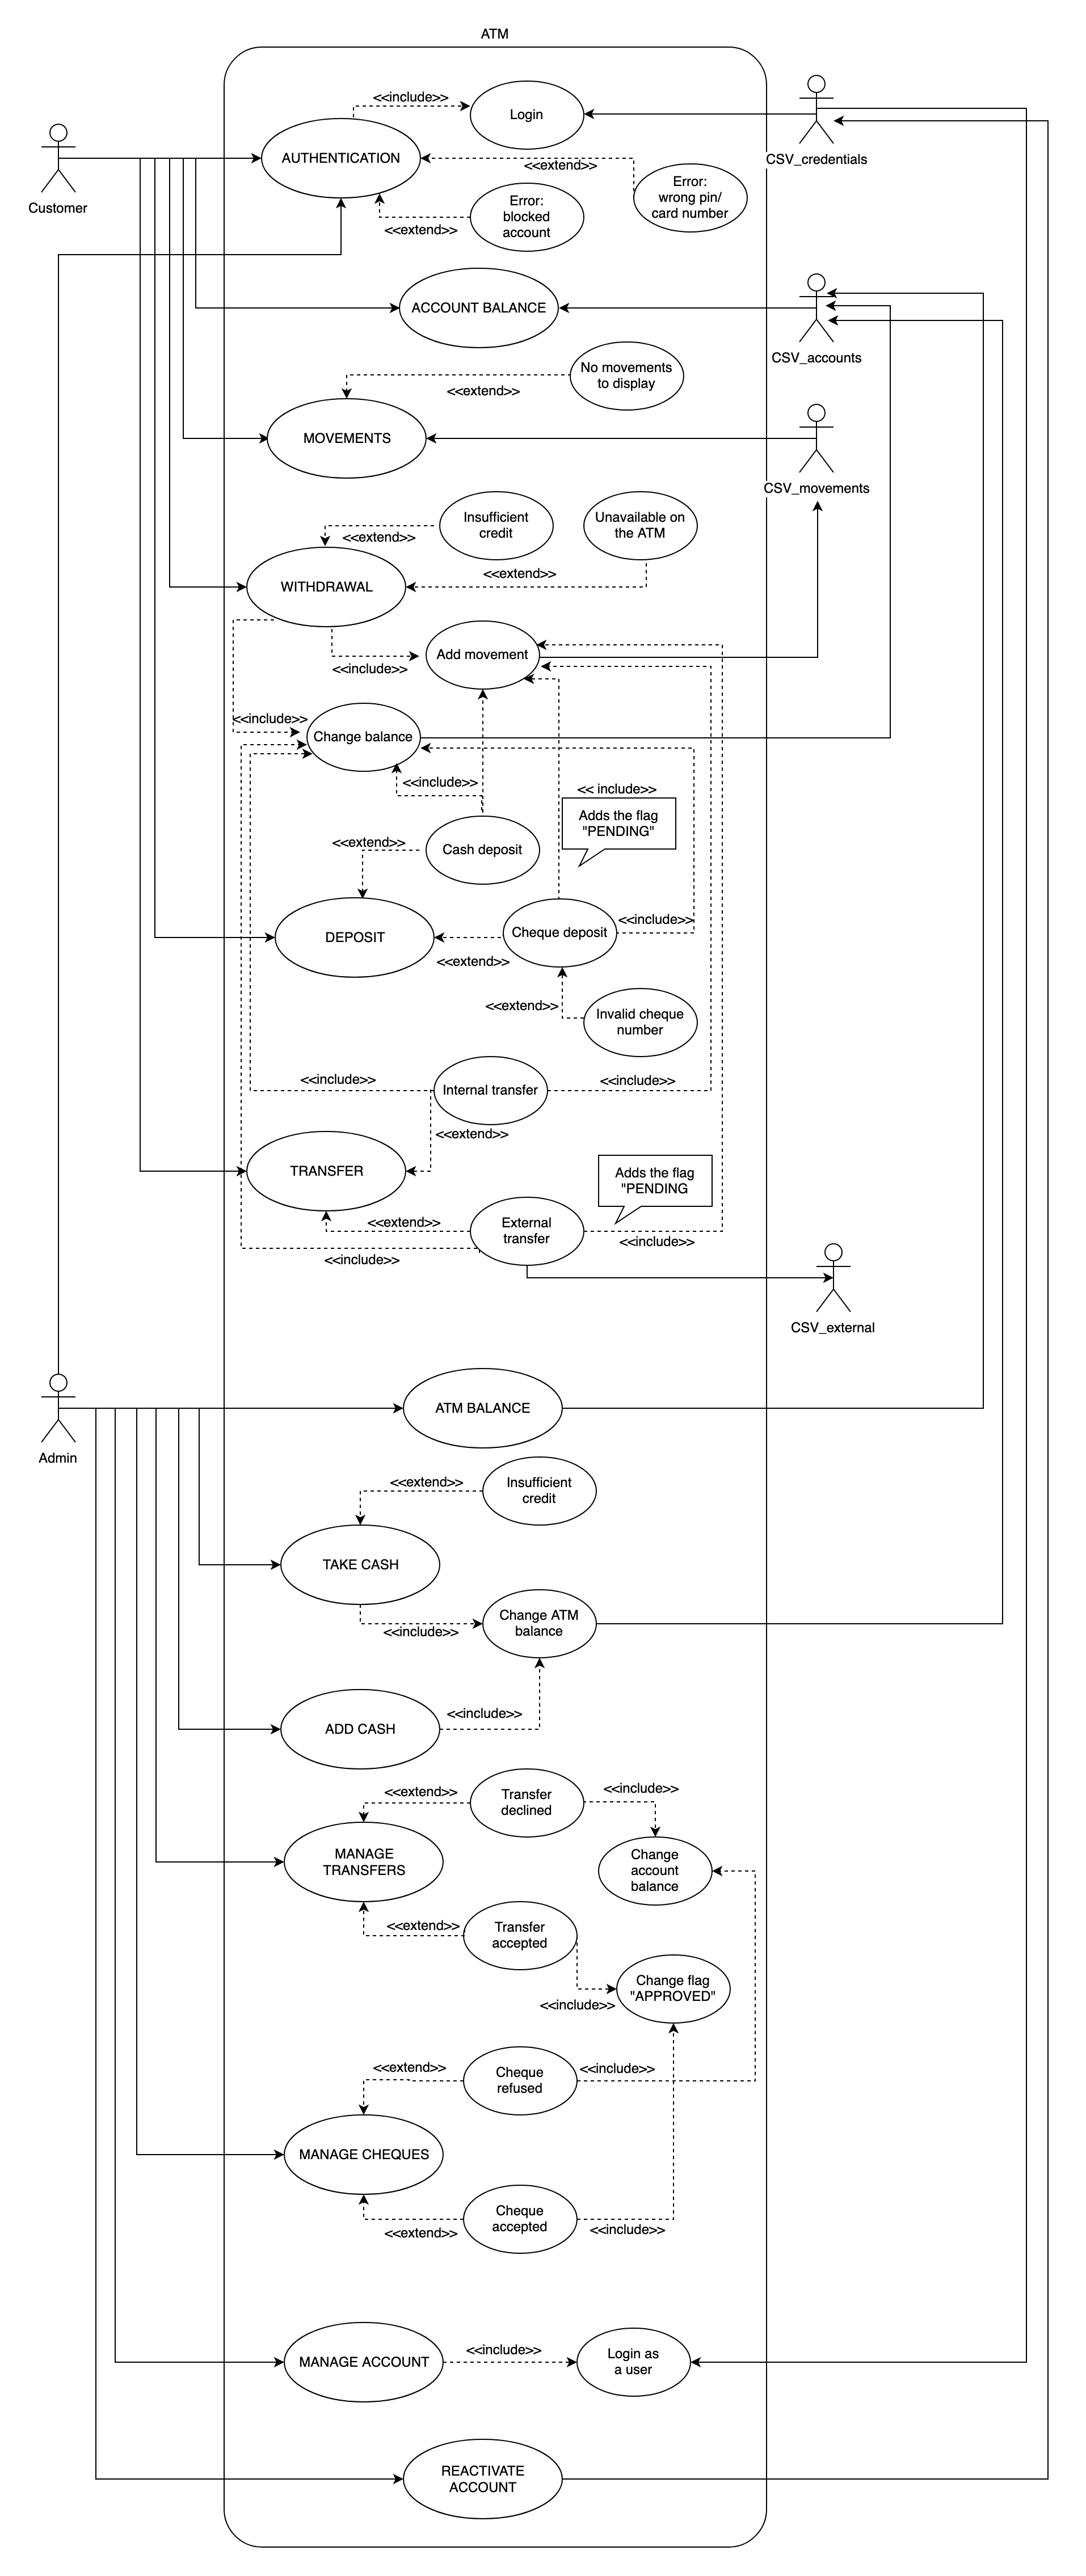 ATM
<<include>>
Login
CSV_credentials
Customer
AUTHENTICATION
<<extend>>
Error:
wrong pin/
card number
Error:
blocked
account
<<extend>>
ACCOUNT BALANCE
CSV_accounts
No movements
to display
<<extend>>
MOVEMENTS
CSV_movements
Insufficient
credit
<<extend>>
Unavailable on
the ATM
<<extend>>
WITHDRAWAL
Add movement
<<include>>
<<include>>
Change balance
<<include>>
<< include>>
Adds the flag
"PENDING"
<<extend>>
Cash deposit
DEPOSIT
Cheque deposit
<<include>>
<<extend>>
<<extend>>
Invalid cheque
number
<<include>>
Internal transfer
<<include>>
<<extend>>
TRANSFER
Adds the flag
"PENDING
<<extend>>
External
transfer
<<include>>
<<include>>
CSV_external
Admin
ATM BALANCE
<<extend>>
Insufficient
credit
TAKE CASH
Change ATM
balance
<<include>>
<<include>>
ADD CASH
<<extend>>
Transfer
declined
<<include>>
MANAGE
TRANSFERS
Change
account
balance
<<extend>>
Transfer
accepted
Change flag
"APPROVED"
<<include>>
<<extend>>
Cheque
refused
<<include>>
MANAGE CHEQUES
Cheque
accepted
<<extend>>
<<include>>
MANAGE ACCOUNT
<<include>>
Login as
a user
REACTIVATE
ACCOUNT